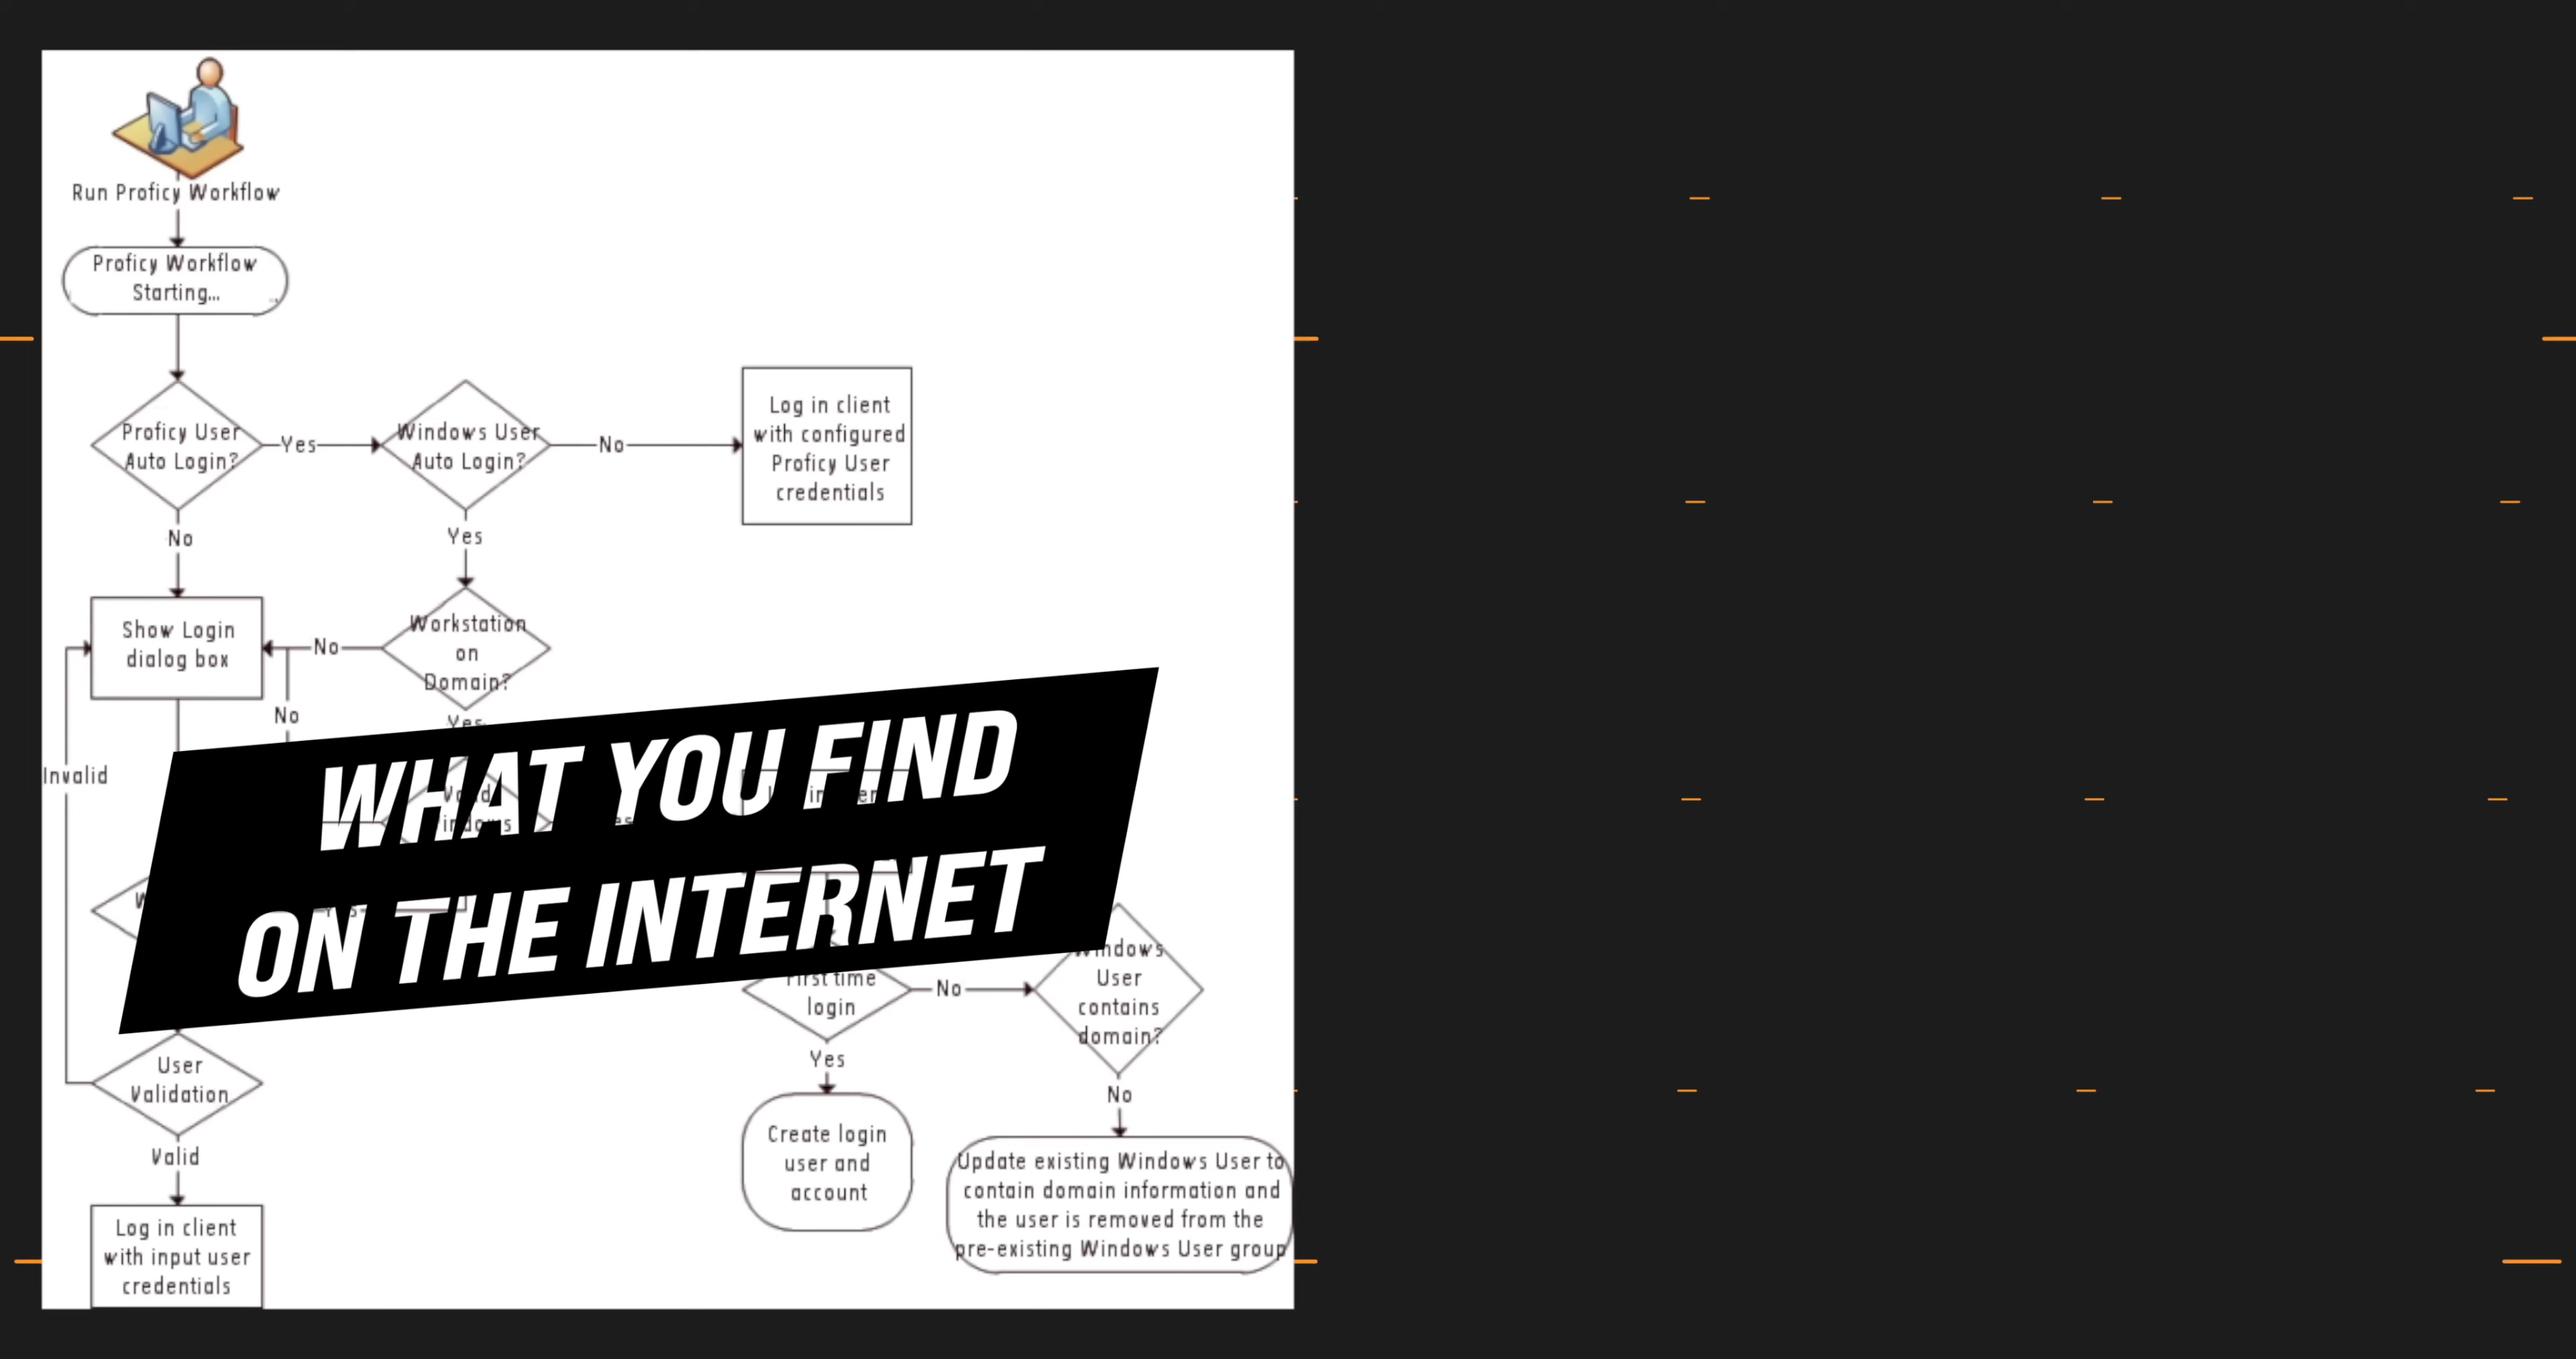 Run Proficy Workflow
Proficy Workflow
Starting...
Proficy User
Auto Login?
Yes
Windows User
Auto Login?
No
Log in client
with configured
Proficy User
credentials
No
Yes
Show Login
dialog box
No
Workstation
on
Domain?
No
Yes
Invalid
WHAT YOU FIND
ON THE INTERNET
First time
login
No
Windows
User
contains
domain?
User
Validation
Yes
No
Valid
Create login
user and
account
Update existing Windows User to
contain domain information and
the user is removed from the
pre-existing Windows User group
Log in client
with input user
credentials